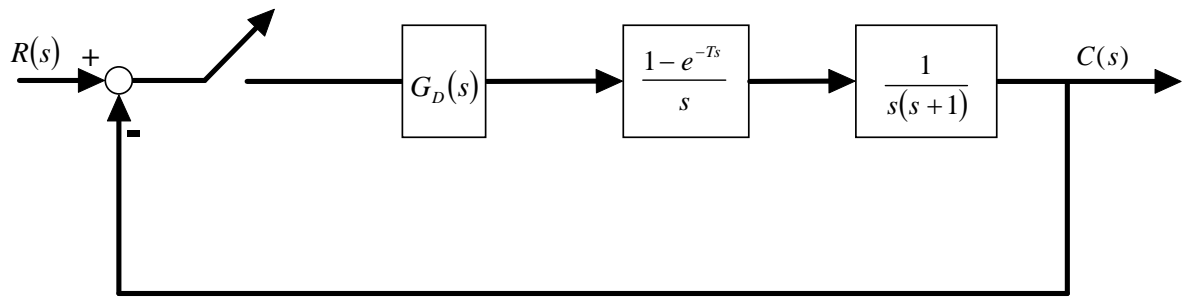 R(s)
+
-
G_D(s)
1-e^{-Ts}
s
1
s(s+1)
C(s)